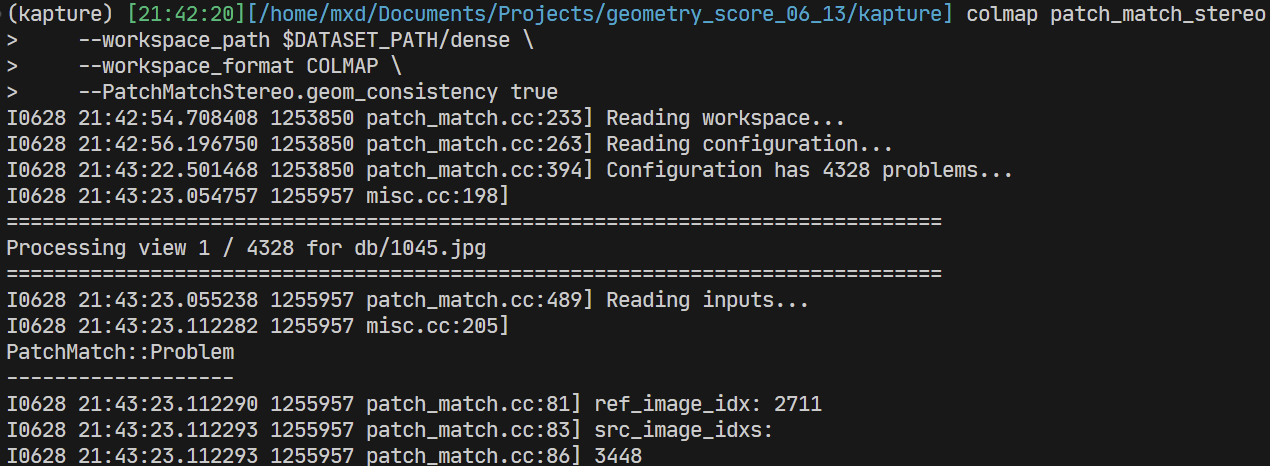 (kapture) [21:42:20][/home/mxd/Documents/Projects/geometry_score_06_13/kapture] colmap patch_match_stereo
>     --workspace_path $DATASET_PATH/dense \
>     --workspace_format COLMAP \
>     --PatchMatchStereo.geom_consistency true
I0628 21:42:54.708408 1253850 patch_match.cc:233] Reading workspace...
I0628 21:42:56.196750 1253850 patch_match.cc:263] Reading configuration...
I0628 21:43:22.501468 1253850 patch_match.cc:394] Configuration has 4328 problems...
I0628 21:43:23.054757 1255957 misc.cc:198]
==============================================================================
Processing view 1 / 4328 for db/1045.jpg
==============================================================================
I0628 21:43:23.055238 1255957 patch_match.cc:489] Reading inputs...
I0628 21:43:23.112282 1255957 misc.cc:205]
PatchMatch::Problem
-------------------
I0628 21:43:23.112290 1255957 patch_match.cc:81] ref_image_idx: 2711
I0628 21:43:23.112293 1255957 patch_match.cc:83] src_image_idxs:
I0628 21:43:23.112293 1255957 patch_match.cc:86] 3448